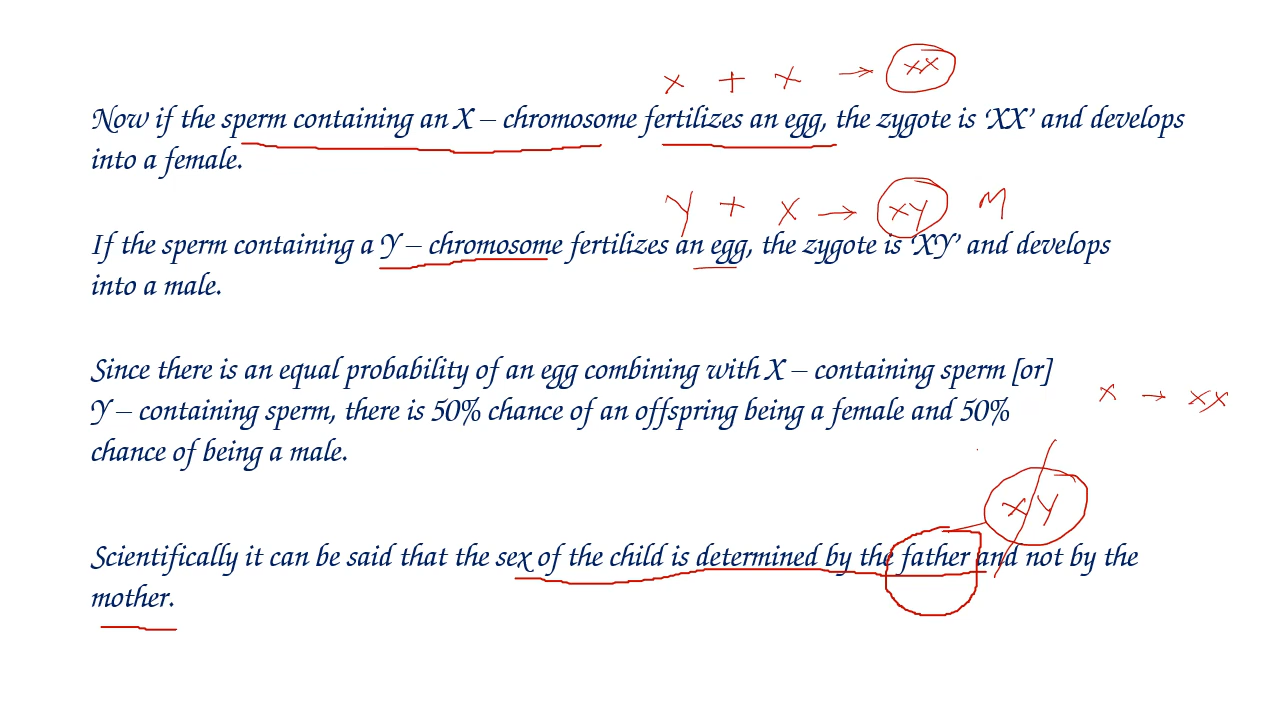 x + x → xx
Now if the sperm containing an X – chromosome fertilizes an egg, the zygote is ‘XX’ and develops
into a female.
Y + x → xy M
If the sperm containing a Y – chromosome fertilizes an egg, the zygote is ‘XY’ and develops
into a male.
Since there is an equal probability of an egg combining with X – containing sperm [or]
x → xx
Y – containing sperm, there is 50% chance of an offspring being a female and 50%
chance of being a male.
x y
Scientifically it can be said that the sex of the child is determined by the father and not by the
mother.